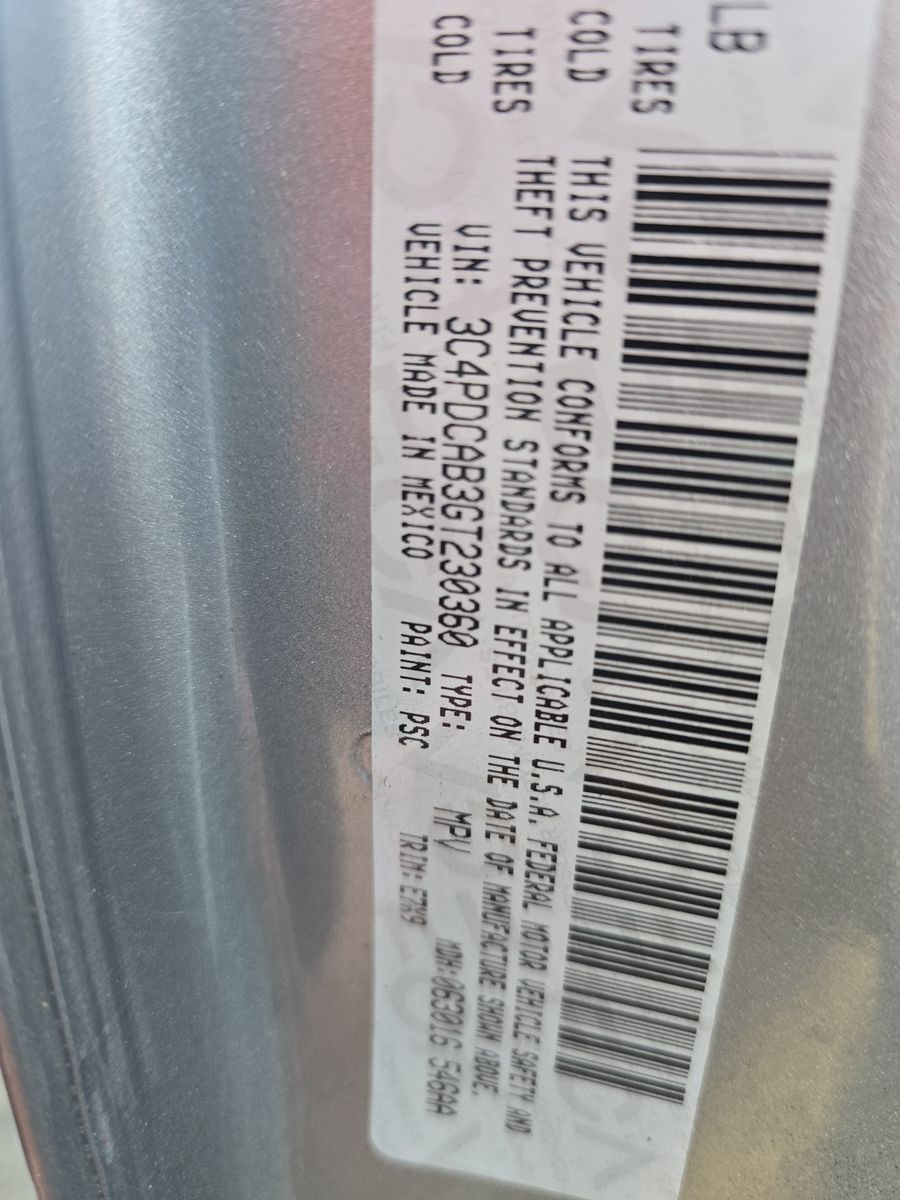 LB
TIRES COLD
TIRES COLD
THIS VEHICLE CONFORMS TO ALL APPLICABLE U.S.A. FEDERAL MOTOR VEHICLE SAFETY AND
THEFT PREVENTION STANDARDS IN EFFECT ON THE DATE OF MANUFACTURE SHOWN ABOVE.
VIN: 3C4PDCAB3GT230360 TYPE: MPV MDH:063016 546AA
VEHICLE MADE IN MEXICO PAINT: PSC TRIM:E7X9